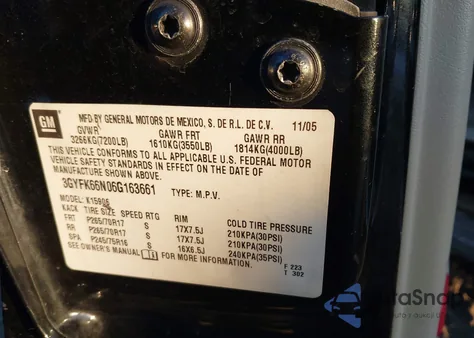 GM
MFD BY GENERAL MOTORS DE MEXICO, S. DE R.L. DE C.V. 11/05
GVWR GAWR FRT GAWR RR
3266KG(7200LB) 1610KG(3550LB) 1814KG(4000LB)
THIS VEHICLE CONFORMS TO ALL APPLICABLE U.S. FEDERAL MOTOR
VEHICLE SAFETY STANDARDS IN EFFECT ON THE DATE OF
MANUFACTURE SHOWN ABOVE.
3GYFK66N06G163661 TYPE: M.P.V.
MODEL: K15906
KACK TIRE SIZE SPEED RTG RIM COLD TIRE PRESSURE
FRT P265/70R17 S 17X7.5J 210KPA(30PSI)
RR P265/70R17 S 17X7.5J 210KPA(30PSI)
SPA P245/75R16 S 16X6.5J 240KPA(35PSI)
SEE OWNER'S MANUAL FOR MORE INFORMATION.
F 223
T 302